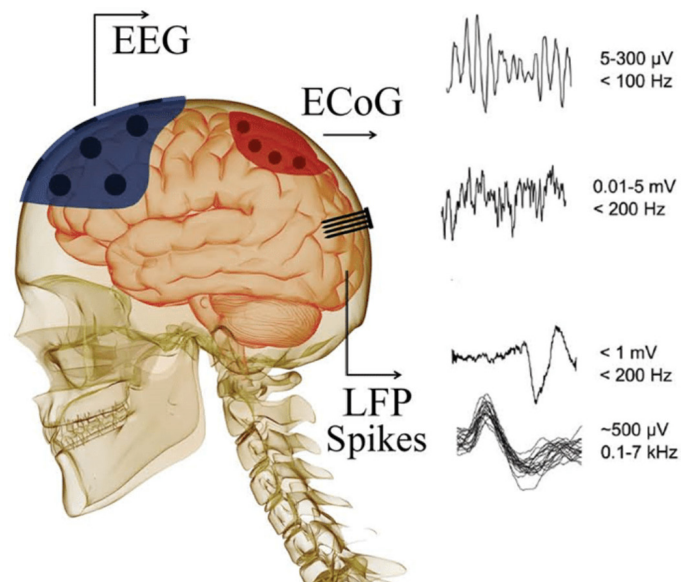 EEG
5-300 µV
< 100 Hz
ECoG
0.01-5 mV
< 200 Hz
LFP
Spikes
< 1 mV
< 200 Hz
~500 µV
0.1-7 kHz